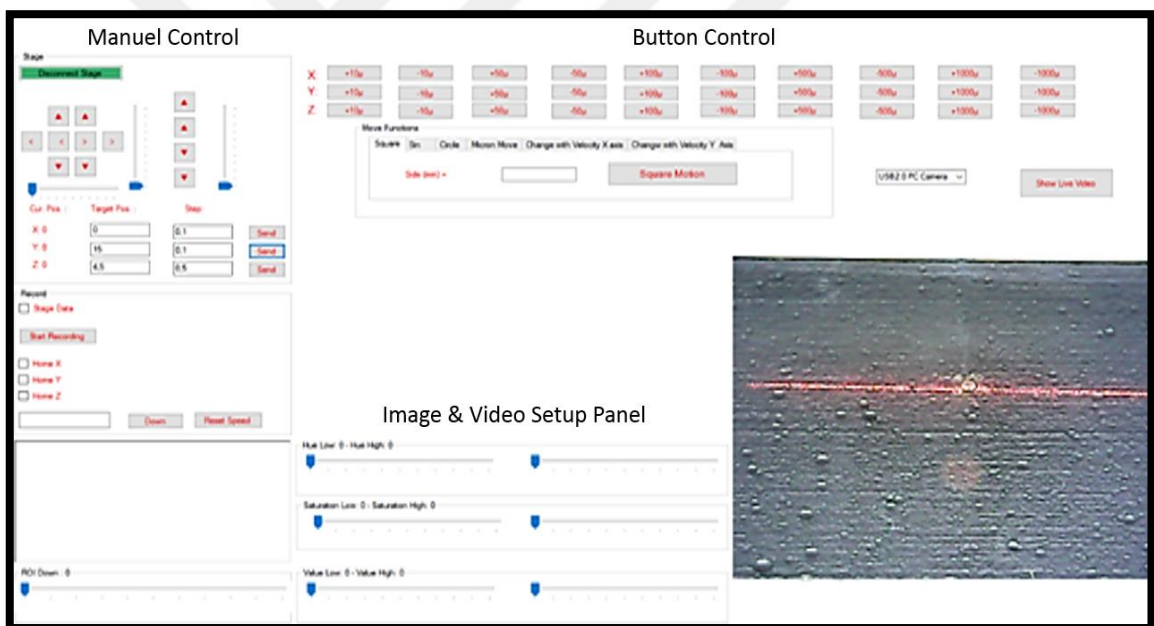 Manuel Control
Button Control
Stage
Disconnect Stage
X: +10µ -10µ +50µ -50µ +100µ -100µ +500µ -500µ +1000µ -1000µ
Y: +10µ -10µ +50µ -50µ +100µ -100µ +500µ -500µ +1000µ -1000µ
Z: +10µ -10µ +50µ -50µ +100µ -100µ +500µ -500µ +1000µ -1000µ
Move Functions
Square Sin Circle Micron Move Change with Velocity X axis Change with Velocity Y Axis
Side (mm) =
Square Motion
USB2.0 PC Camera
Show Live Video
< < > >
Cur. Pos. : Target Pos. : Step:
X: 0 0 0.1 Send
Y: 0 15 0.1 Send
Z: 0 4,5 0.5 Send
Record
Stage Data
Start Recording
Home X
Home Y
Home Z
Down Reset Speed
Image & Video Setup Panel
Hue Low: 0 - Hue High: 0
Saturation Low: 0 - Saturation High: 0
ROI Down : 0
Value Low: 0 - Value High: 0